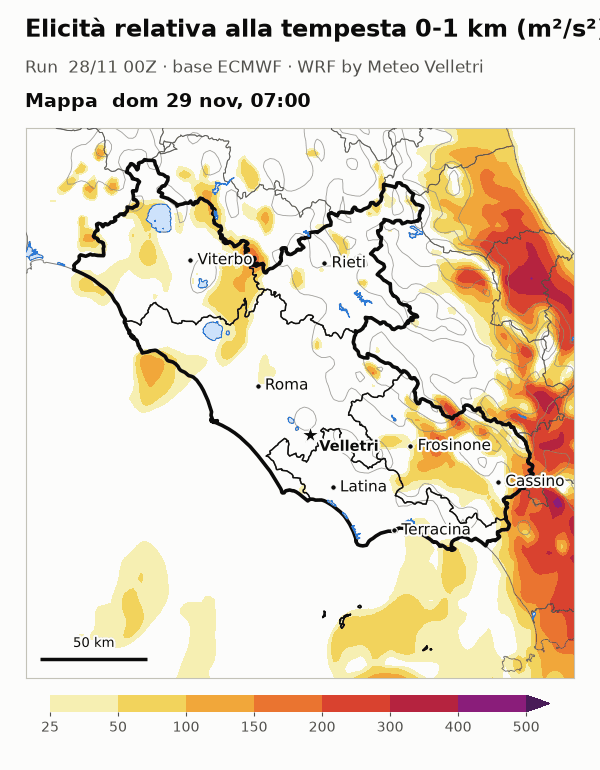 Elicità relativa alla tempesta 0-1 km (m²/s²)
Run 28/11 00Z · base ECMWF · WRF by Meteo Velletri
Mappa dom 29 nov, 07:00
Viterbo
Rieti
Roma
Velletri
Frosinone
Cassino
Latina
Terracina
50 km
25 50 100 150 200 300 400 500